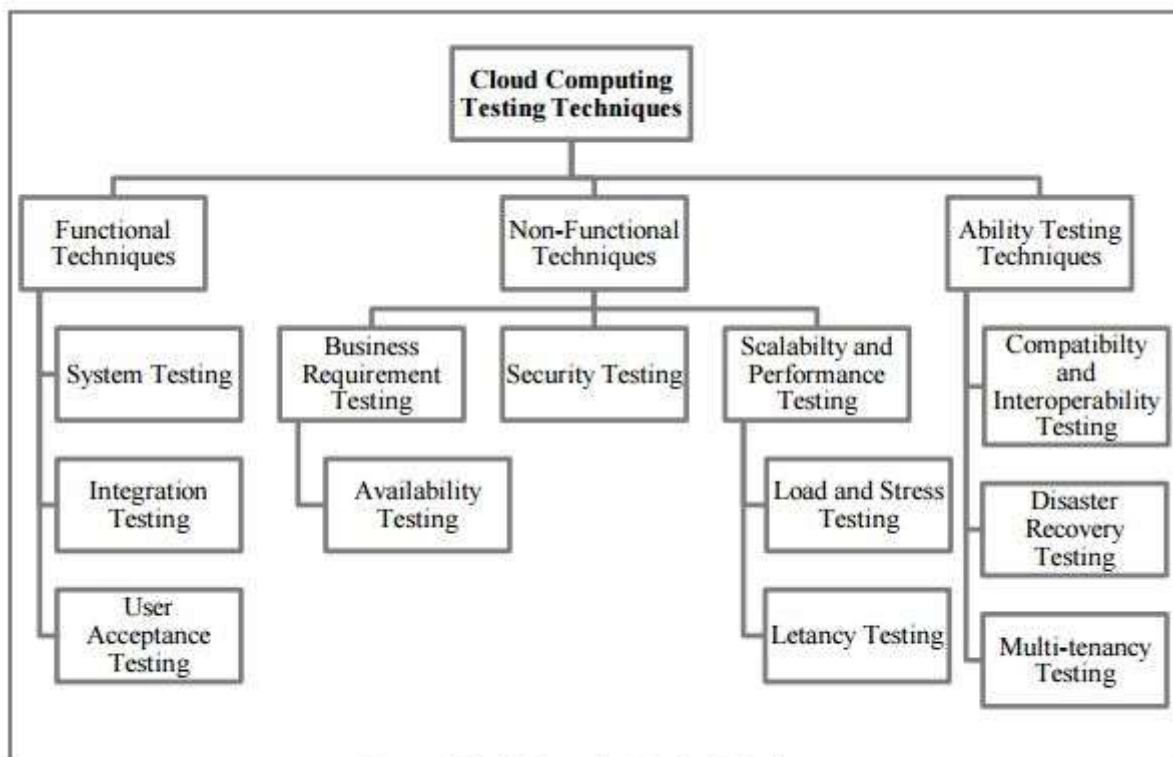 Cloud Computing
Testing Techniques
Functional
Techniques
Non-Functional
Techniques
Ability Testing
Techniques
System Testing
Integration
Testing
User
Acceptance
Testing
Business
Requirement
Testing
Availability
Testing
Security Testing
Scalabilty and
Performance
Testing
Load and Stress
Testing
Letancy Testing
Compatibilty
and
Interoperability
Testing
Disaster
Recovery
Testing
Multi-tenancy
Testing